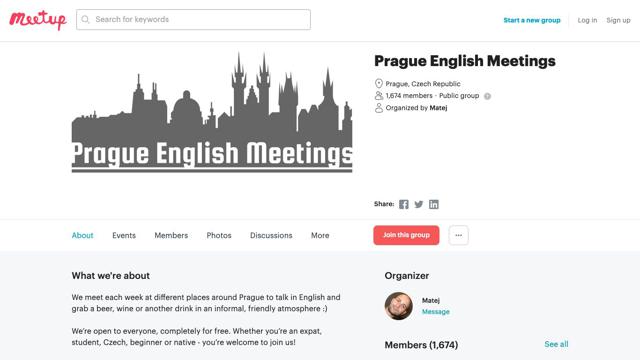 meetup
Search for keywords
Start a new group
Log in
Sign up
Prague English Meetings
Prague English Meetings
Prague, Czech Republic
1,674 members · Public group ?
Organized by Matej
Share:
About
Events
Members
Photos
Discussions
More
Join this group
What we're about
Organizer
We meet each week at different places around Prague to talk in English and
grab a beer, wine or another drink in an informal, friendly atmosphere :)
Matej
Message
We're open to everyone, completely for free. Whether you're an expat,
student, Czech, beginner or native - you're welcome to join us!
Members (1,674)
See all